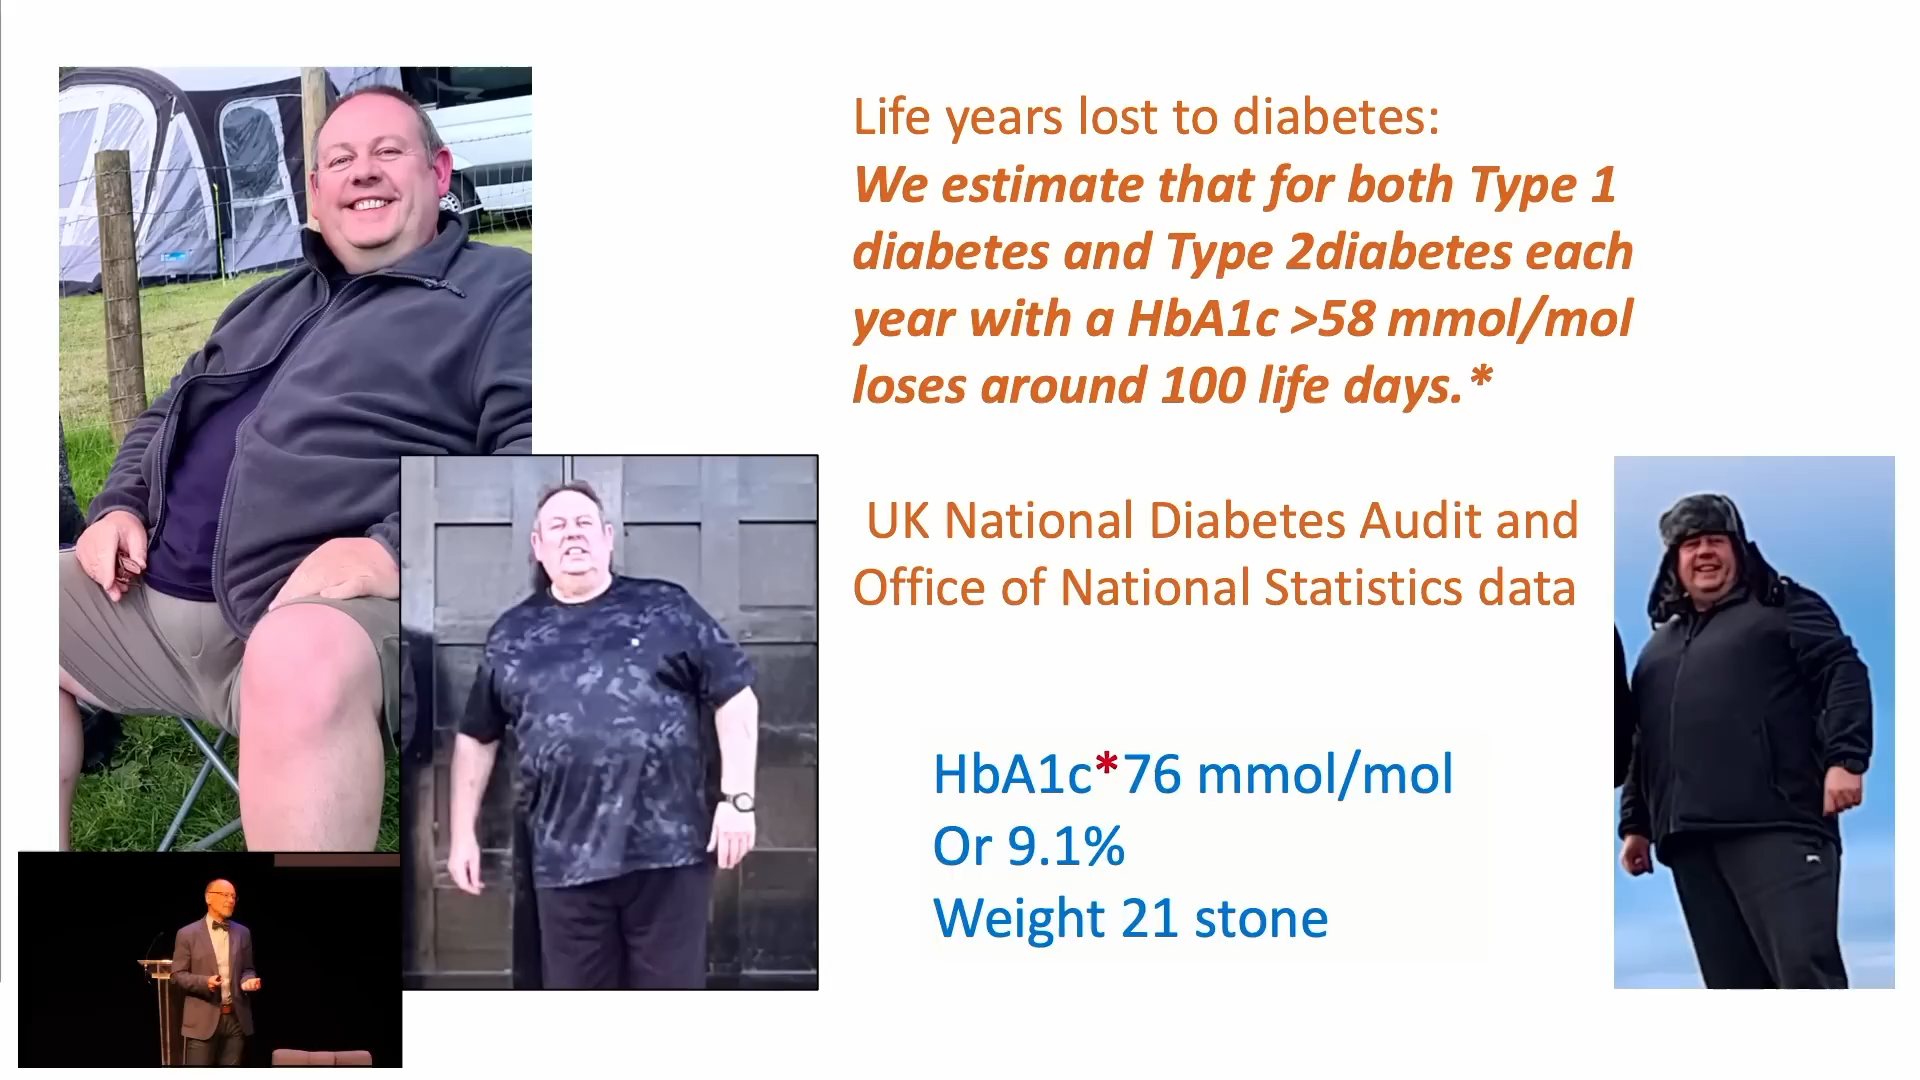 Life years lost to diabetes:
We estimate that for both Type 1
diabetes and Type 2diabetes each
year with a HbA1c >58 mmol/mol
loses around 100 life days.*
UK National Diabetes Audit and
Office of National Statistics data
HbA1c*76 mmol/mol
Or 9.1%
Weight 21 stone